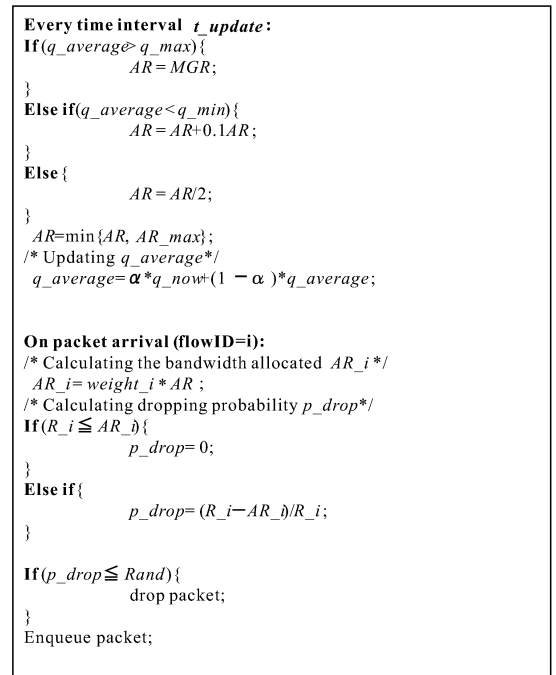 Every time interval t_update:
If(q_average> q_max){
AR = MGR;
}
Else if(q_average<q_min){
AR = AR+0.1AR;
}
Else{
AR = AR/2;
}
AR=min{AR, AR_max};
/* Updating q_average*/
q_average= α*q_now+(1 − α )*q_average;
On packet arrival (flowID=i):
/* Calculating the bandwidth allocated AR_i*/
AR_i= weight_i * AR ;
/* Calculating dropping probability p_drop*/
If(R_i ≦ AR_i){
p_drop= 0;
}
Else if{
p_drop= (R_i−AR_i)/R_i;
}
If(p_drop≦ Rand){
drop packet;
}
Enqueue packet;